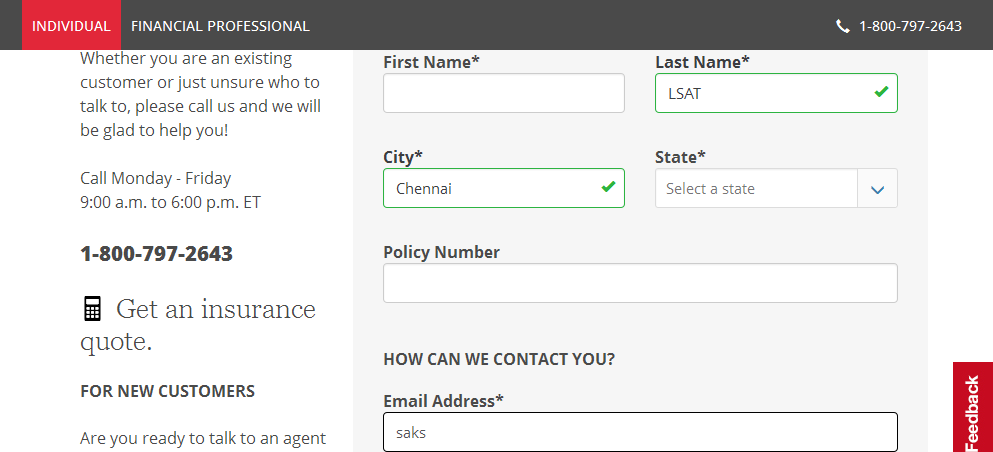 INDIVIDUAL FINANCIAL PROFESSIONAL 1-800-797-2643
Whether you are an existing
customer or just unsure who to
talk to, please call us and we will
be glad to help you!
Call Monday - Friday
9:00 a.m. to 6:00 p.m. ET
1-800-797-2643
Get an insurance
quote.
FOR NEW CUSTOMERS
Are you ready to talk to an agent
First Name* Last Name*
LSAT
City* State*
Chennai Select a state
Policy Number
HOW CAN WE CONTACT YOU?
Email Address*
saks
Feedback